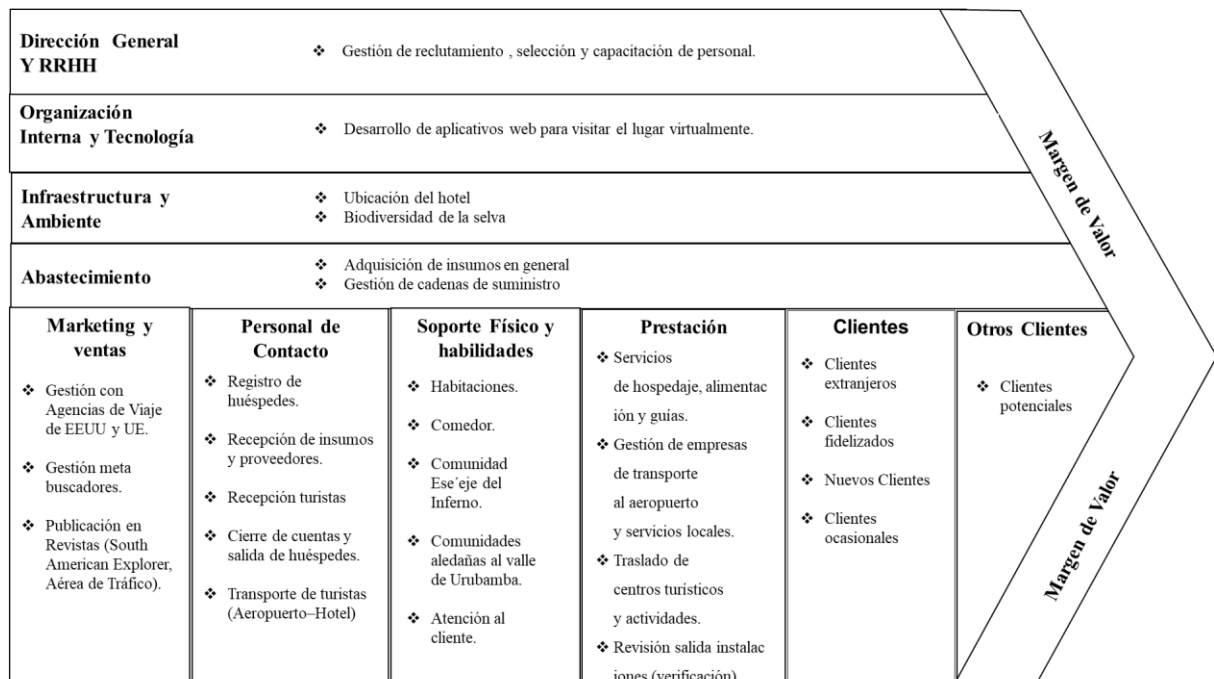 Dirección General
Y RRHH
❖ Gestión de reclutamiento , selección y capacitación de personal.
Organización
Interna y Tecnología
❖ Desarrollo de aplicativos web para visitar el lugar virtualmente.
Infraestructura y
Ambiente
❖ Ubicación del hotel
❖ Biodiversidad de la selva
Abastecimiento
❖ Adquisición de insumos en general
❖ Gestión de cadenas de suministro
Margen de Valor
Marketing y
ventas
❖ Gestión con
Agencias de Viaje
de EEUU y UE.
❖ Gestión meta
buscadores.
❖ Publicación en
Revistas (South
American Explorer,
Aérea de Tráfico).
Personal de
Contacto
❖ Registro de
huéspedes.
❖ Recepción de insumos
y proveedores.
❖ Recepción turistas
❖ Cierre de cuentas y
salida de huéspedes.
❖ Transporte de turistas
(Aeropuerto–Hotel)
Soporte Físico y
habilidades
❖ Habitaciones.
❖ Comedor.
❖ Comunidad
Ese´eje del
Inferno.
❖ Comunidades
aledañas al valle
de Urubamba.
❖ Atención al
cliente.
Prestación
❖ Servicios
de hospedaje, alimentac
ión y guías.
❖ Gestión de empresas
de transporte
al aeropuerto
y servicios locales.
❖ Traslado de
centros turísticos
y actividades.
❖ Revisión salida instalac
iones (verificación)
Clientes
❖ Clientes
extranjeros
❖ Clientes
fidelizados
❖ Nuevos Clientes
❖ Clientes
ocasionales
Otros Clientes
❖ Clientes
potenciales
Margen de Valor